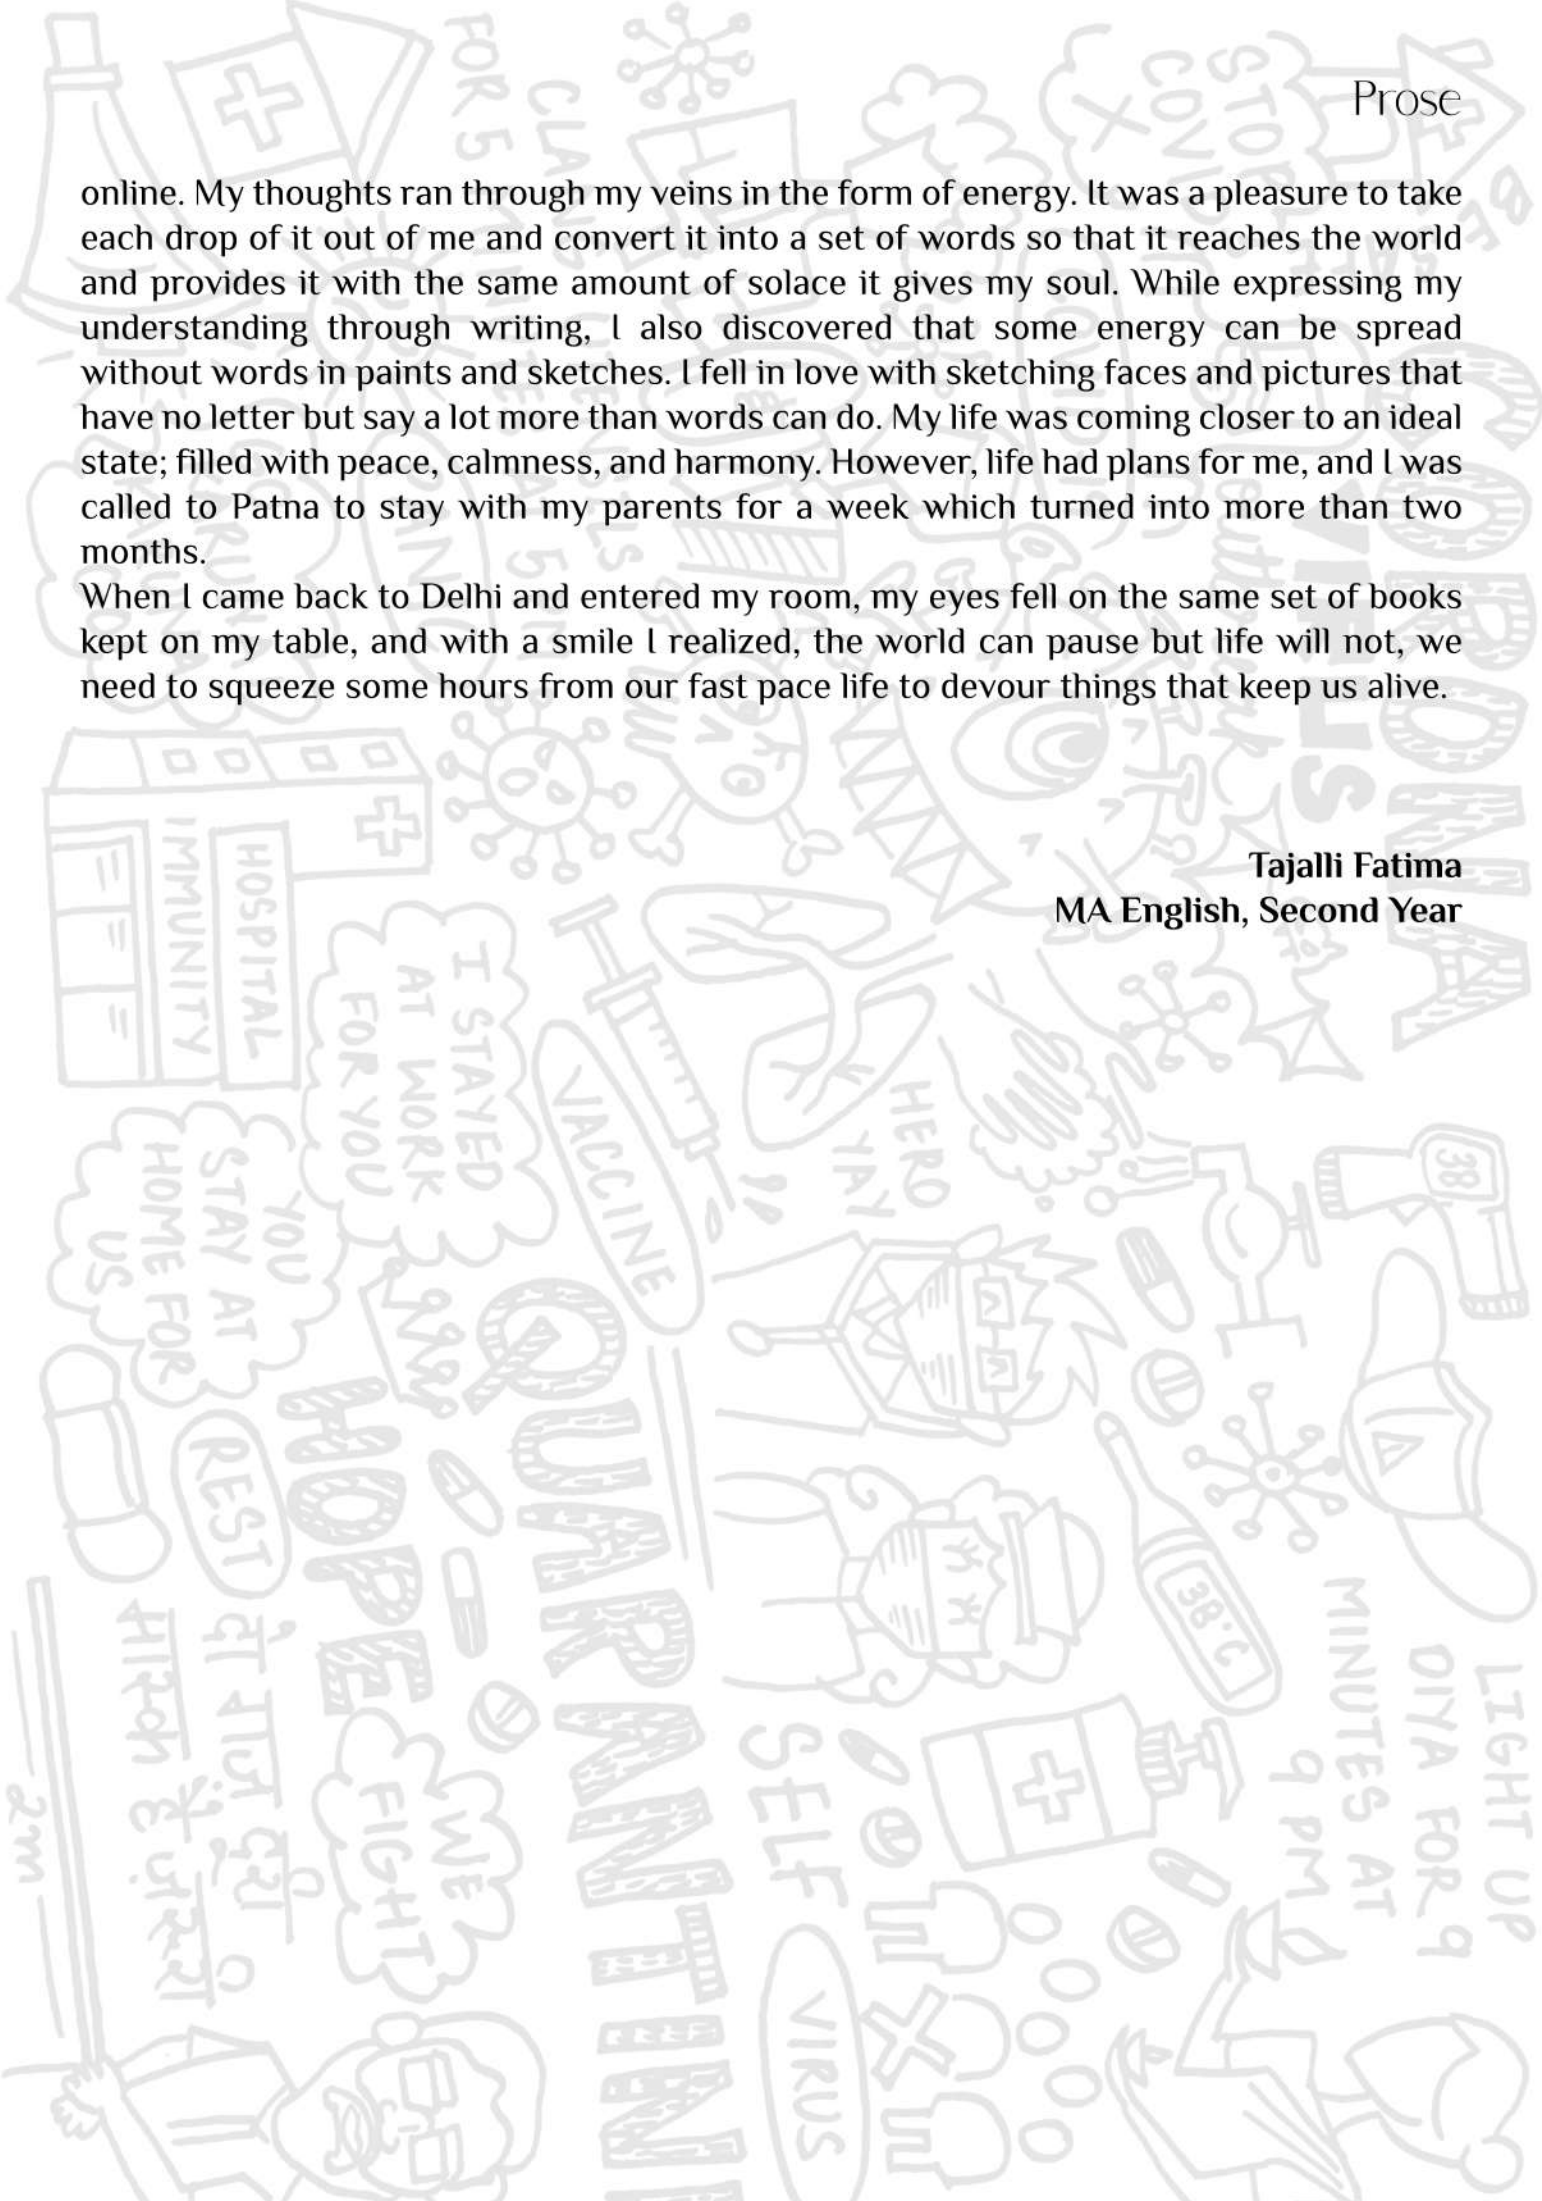 Prose
online. My thoughts ran through my veins in the form of energy. It was a pleasure to take
each drop of it out of me and convert it into a set of words so that it reaches the world
and provides it with the same amount of solace it gives my soul. While expressing my
understanding through writing, I also discovered that some energy can be spread
without words in paints and sketches. I fell in love with sketching faces and pictures that
have no letter but say a lot more than words can do. My life was coming closer to an ideal
state; filled with peace, calmness, and harmony. However, life had plans for me, and I was
called to Patna to stay with my parents for a week which turned into more than two
months.
When I came back to Delhi and entered my room, my eyes fell on the same set of books
kept on my table, and with a smile I realized, the world can pause but life will not, we
need to squeeze some hours from our fast pace life to devour things that keep us alive.
Tajalli Fatima
MA English, Second Year
CORONA
VIRUS
STOP
COVID
CLAP
FOR 5
HOSPITAL
IMMUNITY
I STAYED
AT WORK
FOR YOU
YOU
STAY AT
HOME FOR
US
VACCINE
HERO
YAY
38
QUARANTINE
HOPE
REST
38°C
SELF
WE
FIGHT
LIGHT UP
DIYA FOR 9
MINUTES AT
9 PM
दो गज दूरी
मास्क है जरूरी
2m
VIRUS